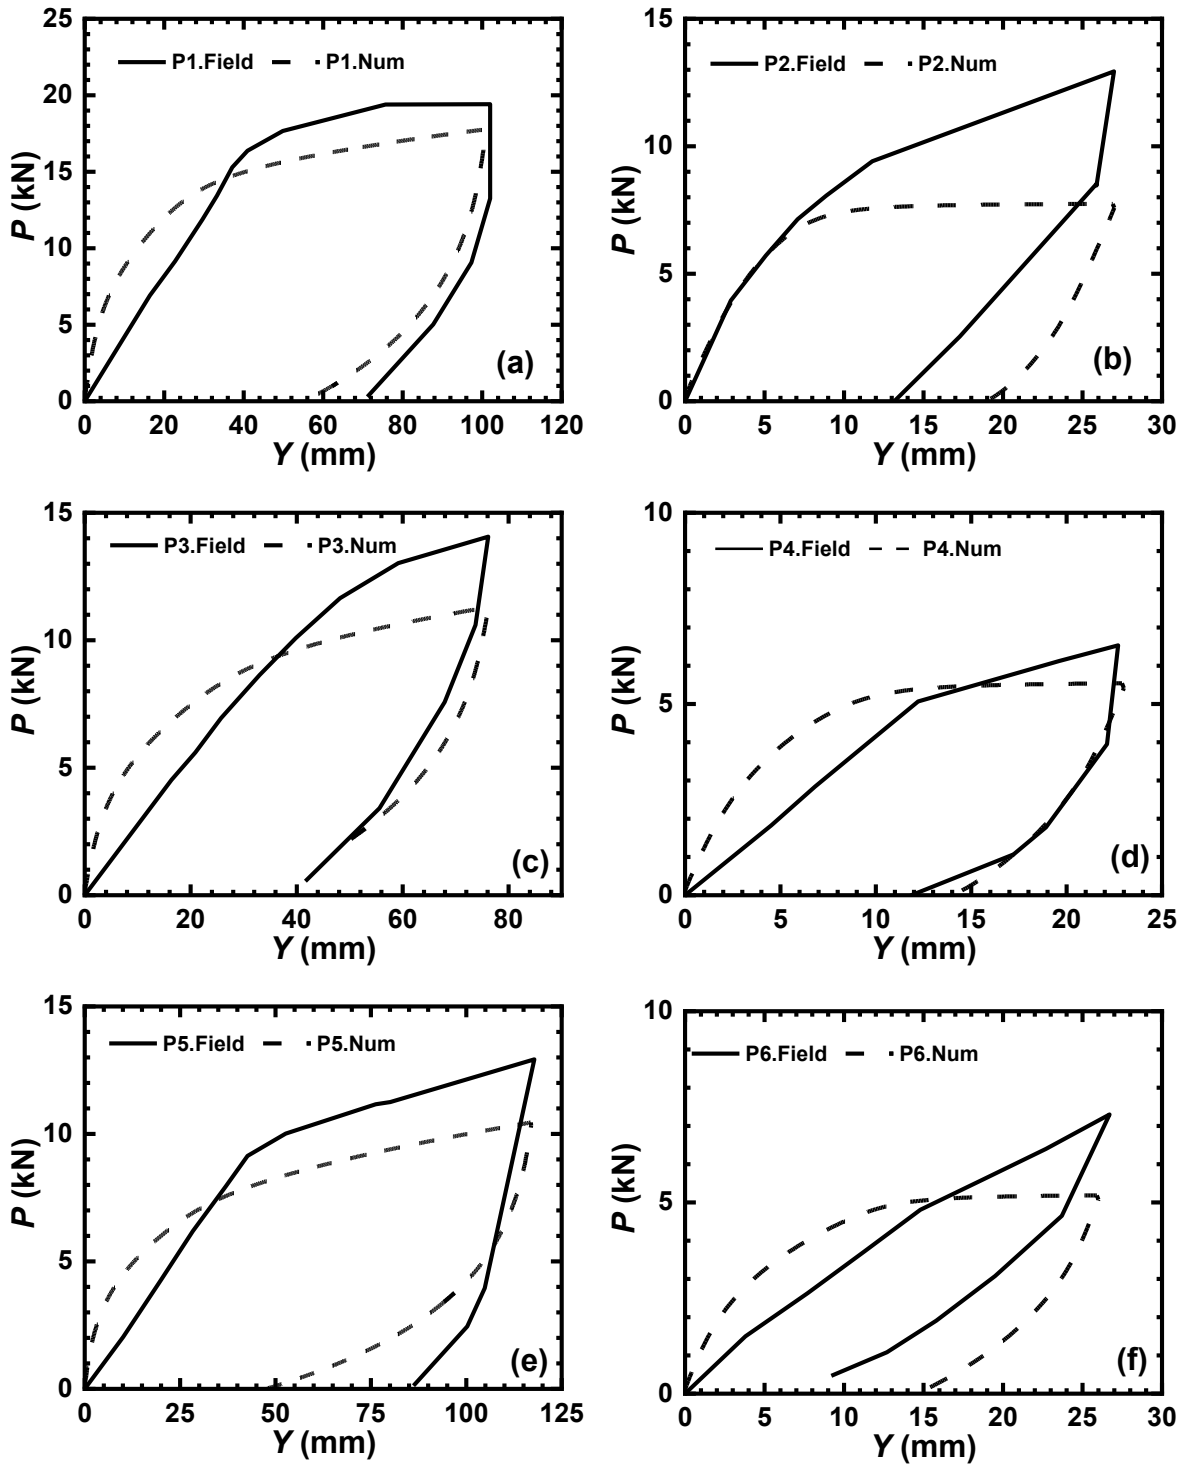 25
20
15
10
5
0
P (kN)
P1.Field P1.Num
(a)
0 20 40 60 80 100 120
Y (mm)
15
10
5
0
P (kN)
P2.Field P2.Num
(b)
0 5 10 15 20 25 30
Y (mm)
15
10
5
0
P (kN)
P3.Field P3.Num
(c)
0 20 40 60 80
Y (mm)
10
5
0
P (kN)
P4.Field P4.Num
(d)
0 5 10 15 20 25
Y (mm)
15
10
5
0
P (kN)
P5.Field P5.Num
(e)
0 25 50 75 100 125
Y (mm)
10
5
0
P (kN)
P6.Field P6.Num
(f)
0 5 10 15 20 25 30
Y (mm)